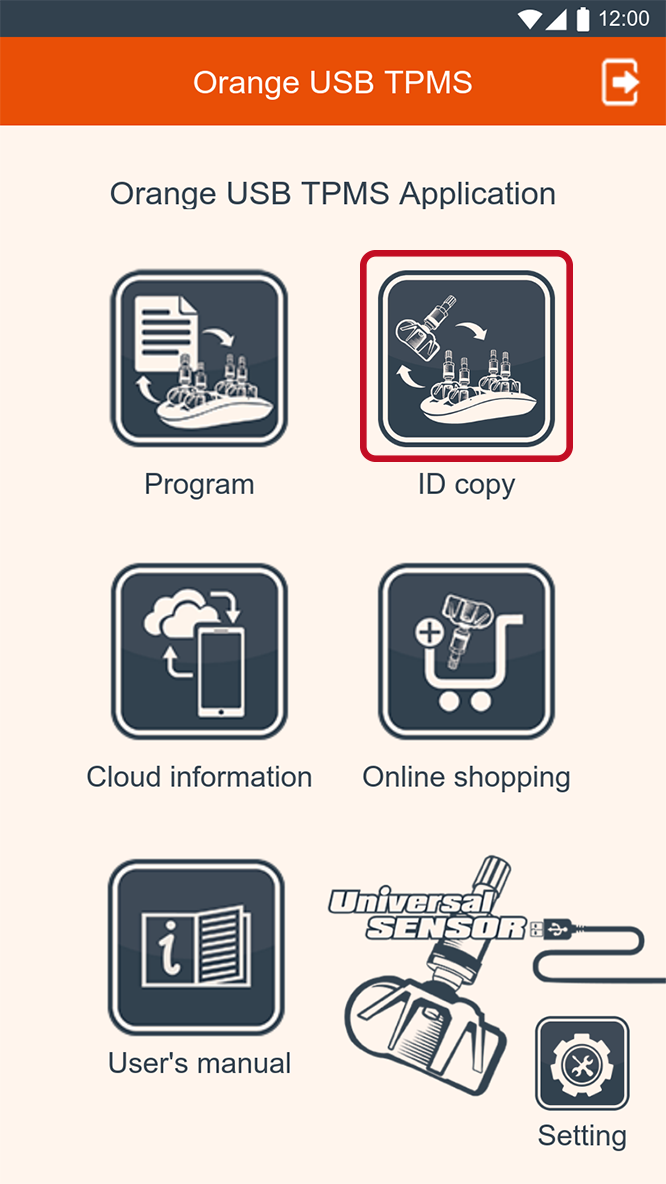 12:00
Orange USB TPMS
Orange USB TPMS Application
Program
ID copy
Cloud information
Online shopping
i
Universal
SENSOR
User's manual
Setting